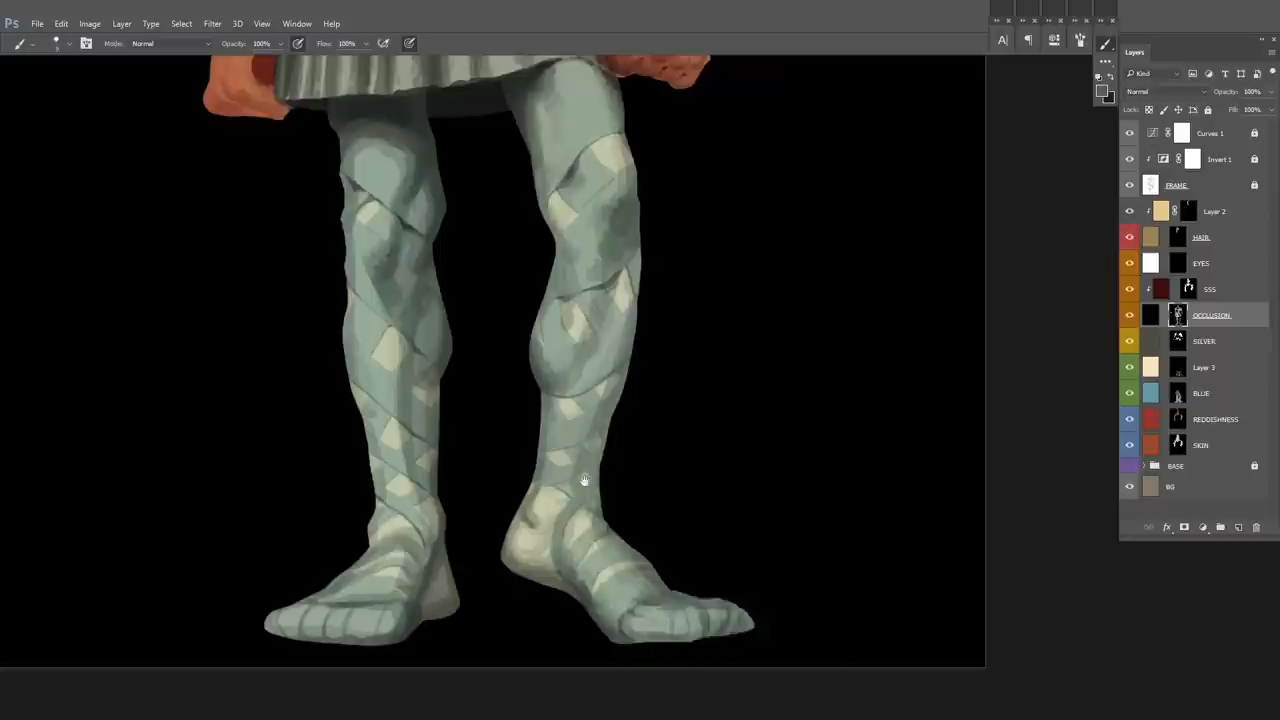 Ps File Edit Image Layer Type Select Filter 3D View Window Help
Mode: Normal Opacity: 100% Flow: 100%
Layers
Kind
Normal Opacity: 100%
Lock: Fill: 100%
Curves 1
Invert 1
FRAME
Layer 2
HAIR
EYES
SSS
OCCLUSION
SILVER
Layer 3
BLUE
REDDISHNESS
SKIN
BASE
BG